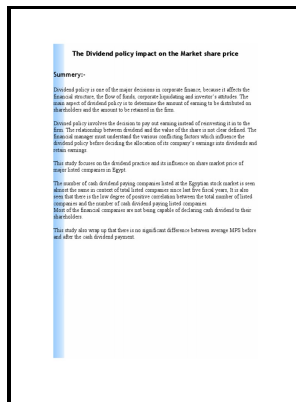 The Dividend policy impact on the Market share price
Summery:-
Dividend policy is one of the major decisions in corporate finance, because it affects the
financial structure, the flow of funds, corporate liquidating and investor's attitudes. The
main aspect of dividend policy is to determine the amount of earning to be distributed on
shareholders and the amount to be retained in the firm.
Divined policy involves the decision to pay out earning instead of reinvesting it in to the
firm. The relationship between dividend and the value of the share is not clear defined. The
financial manager must understand the various conflicting factors which influence the
dividend policy before deciding the allocation of its company's earnings into dividends and
retain earnings.
This study focuses on the dividend practice and its influence on share market price of
major listed companies in Egypt.
The number of cash dividend paying companies listed at the Egyptian stock market is seen
almost the same in context of total listed companies since last five fiscal years, It is also
seen that there is the low degree of positive correlation between the total number of listed
companies and the number of cash dividend paying listed companies.
Most of the financial companies are not being capable of declaring cash dividend to their
shareholders.
This study also wrap up that there is no significant difference between average MPS before
and after the cash dividend payment.